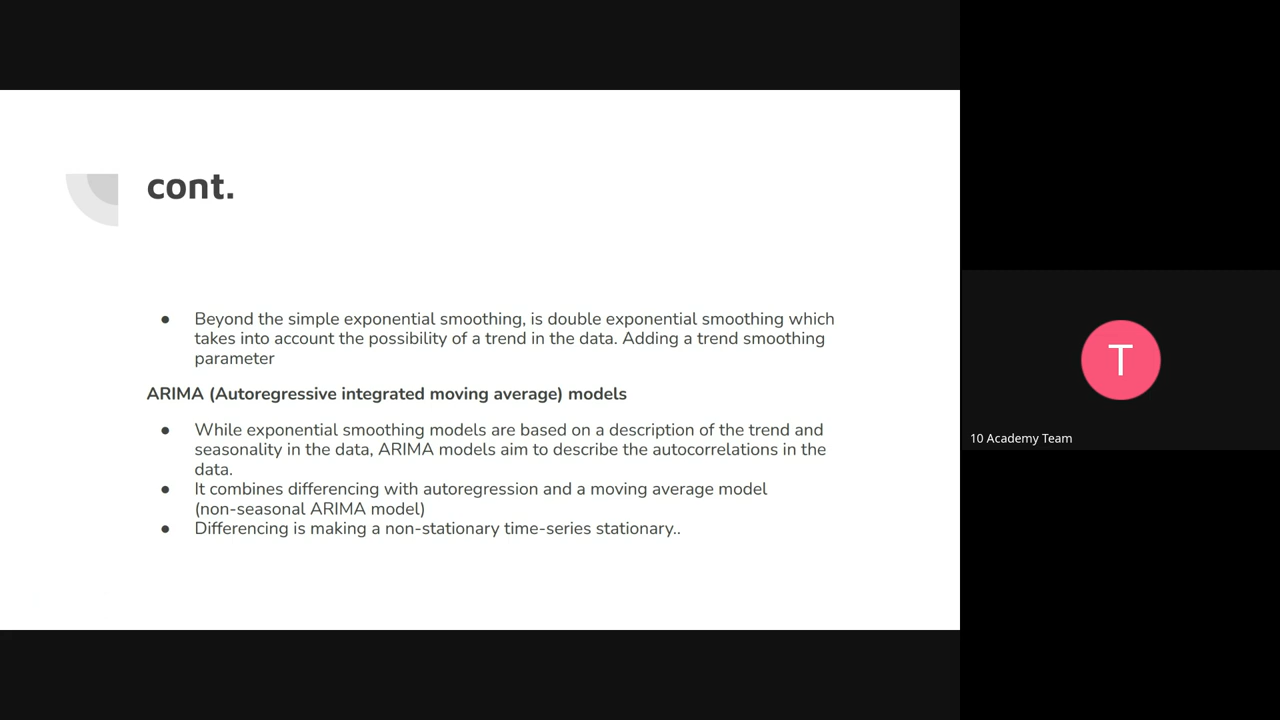 cont.
● Beyond the simple exponential smoothing, is double exponential smoothing which
takes into account the possibility of a trend in the data. Adding a trend smoothing
parameter
ARIMA (Autoregressive integrated moving average) models
● While exponential smoothing models are based on a description of the trend and
seasonality in the data, ARIMA models aim to describe the autocorrelations in the
data.
● It combines differencing with autoregression and a moving average model
(non-seasonal ARIMA model)
● Differencing is making a non-stationary time-series stationary..
T
10 Academy Team